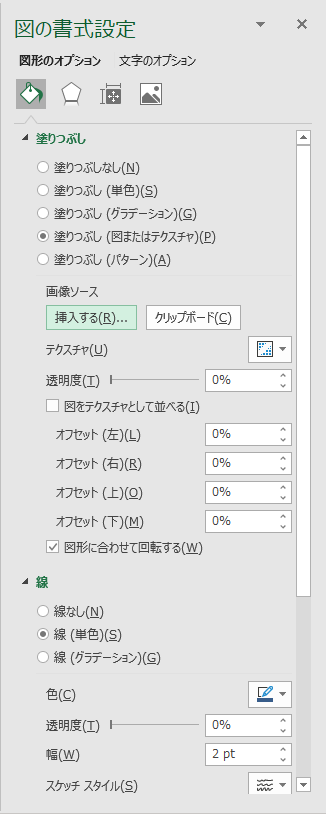 図の書式設定
図形のオプション 文字のオプション
塗りつぶし
塗りつぶしなし(N)
塗りつぶし (単色)(S)
塗りつぶし (グラデーション)(G)
塗りつぶし (図またはテクスチャ)(P)
塗りつぶし (パターン)(A)
画像ソース
挿入する(R)... クリップボード(C)
テクスチャ(U)
透明度(T) 0%
図をテクスチャとして並べる(I)
オフセット (左)(L) 0%
オフセット (右)(R) 0%
オフセット (上)(O) 0%
オフセット (下)(M) 0%
図形に合わせて回転する(W)
線
線なし(N)
線 (単色)(S)
線 (グラデーション)(G)
色(C)
透明度(T) 0%
幅(W) 2 pt
スケッチ スタイル(S)